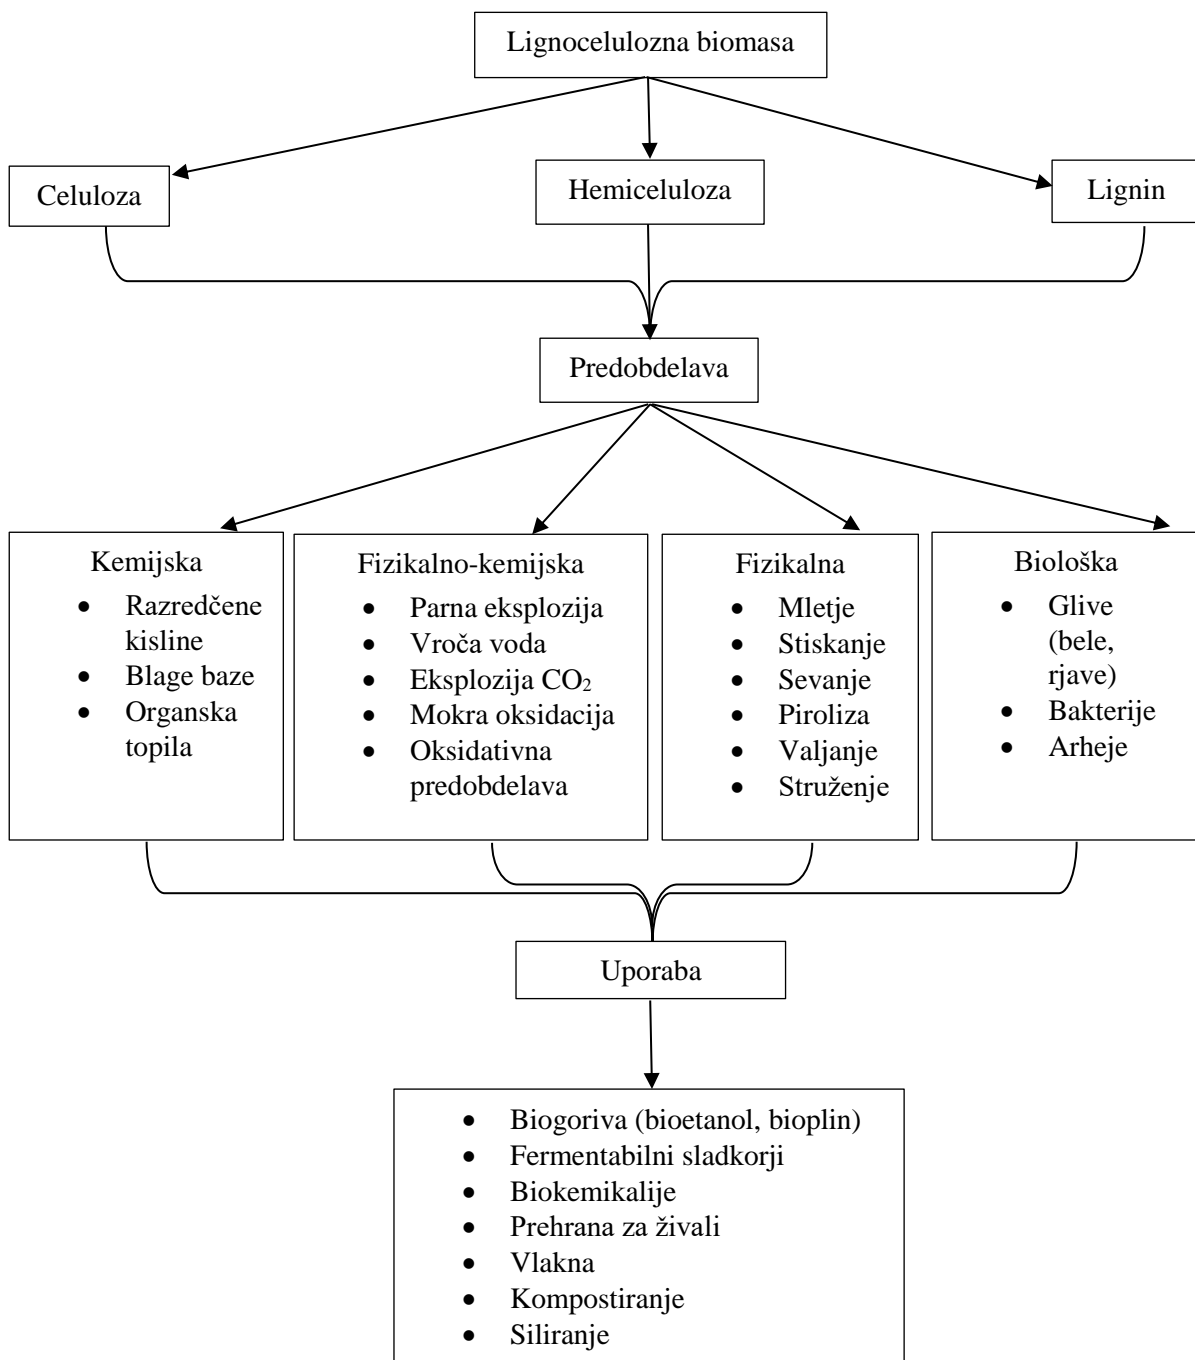 Lignocelulozna biomasa
Celuloza
Hemiceluloza
Lignin
Predobdelava
Kemijska
• Razredčene
kisline
• Blage baze
• Organska
topila
Fizikalno-kemijska
• Parna eksplozija
• Vroča voda
• Eksplozija CO₂
• Mokra oksidacija
• Oksidativna
predobdelava
Fizikalna
• Mletje
• Stiskanje
• Sevanje
• Piroliza
• Valjanje
• Struženje
Biološka
• Glive
(bele,
rjave)
• Bakterije
• Arheje
Uporaba
• Biogoriva (bioetanol, bioplin)
• Fermentabilni sladkorji
• Biokemikalije
• Prehrana za živali
• Vlakna
• Kompostiranje
• Siliranje